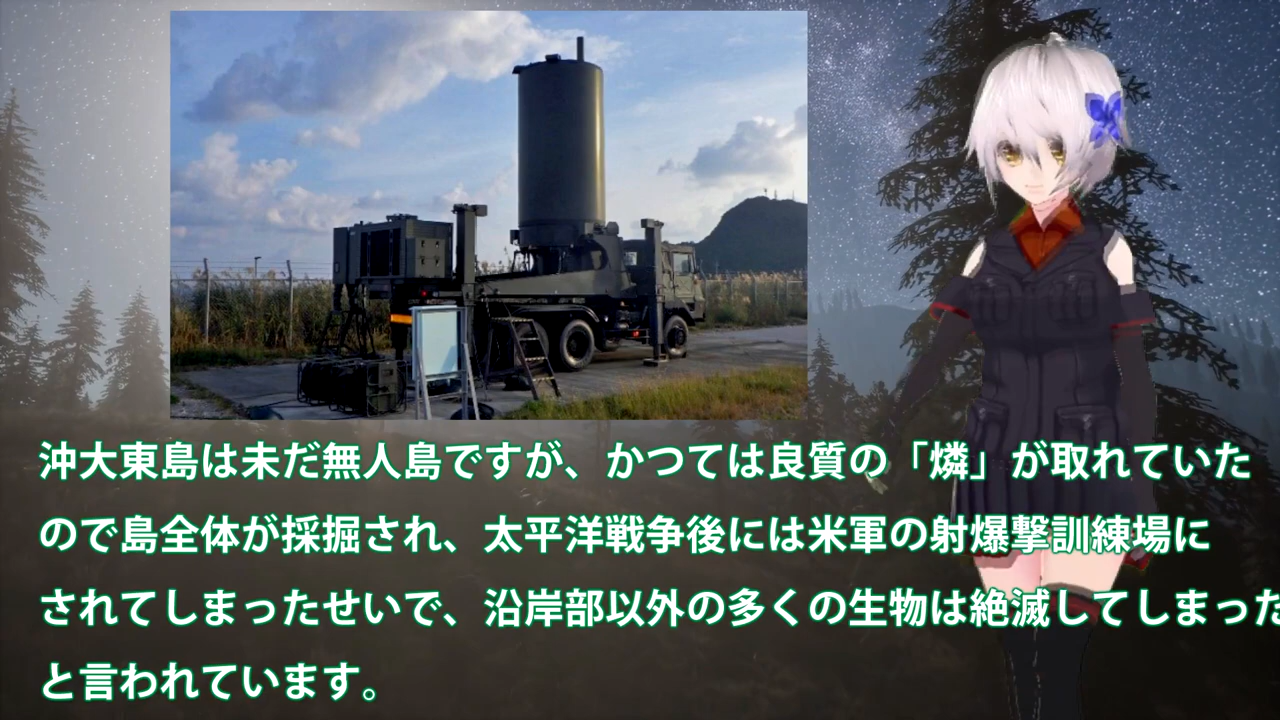 沖大東島は未だ無人島ですが、かつては良質の「燐」が取れていた
ので島全体が採掘され、太平洋戦争後には米軍の射爆撃訓練場に
されてしまったせいで、沿岸部以外の多くの生物は絶滅してしまった
と言われています。